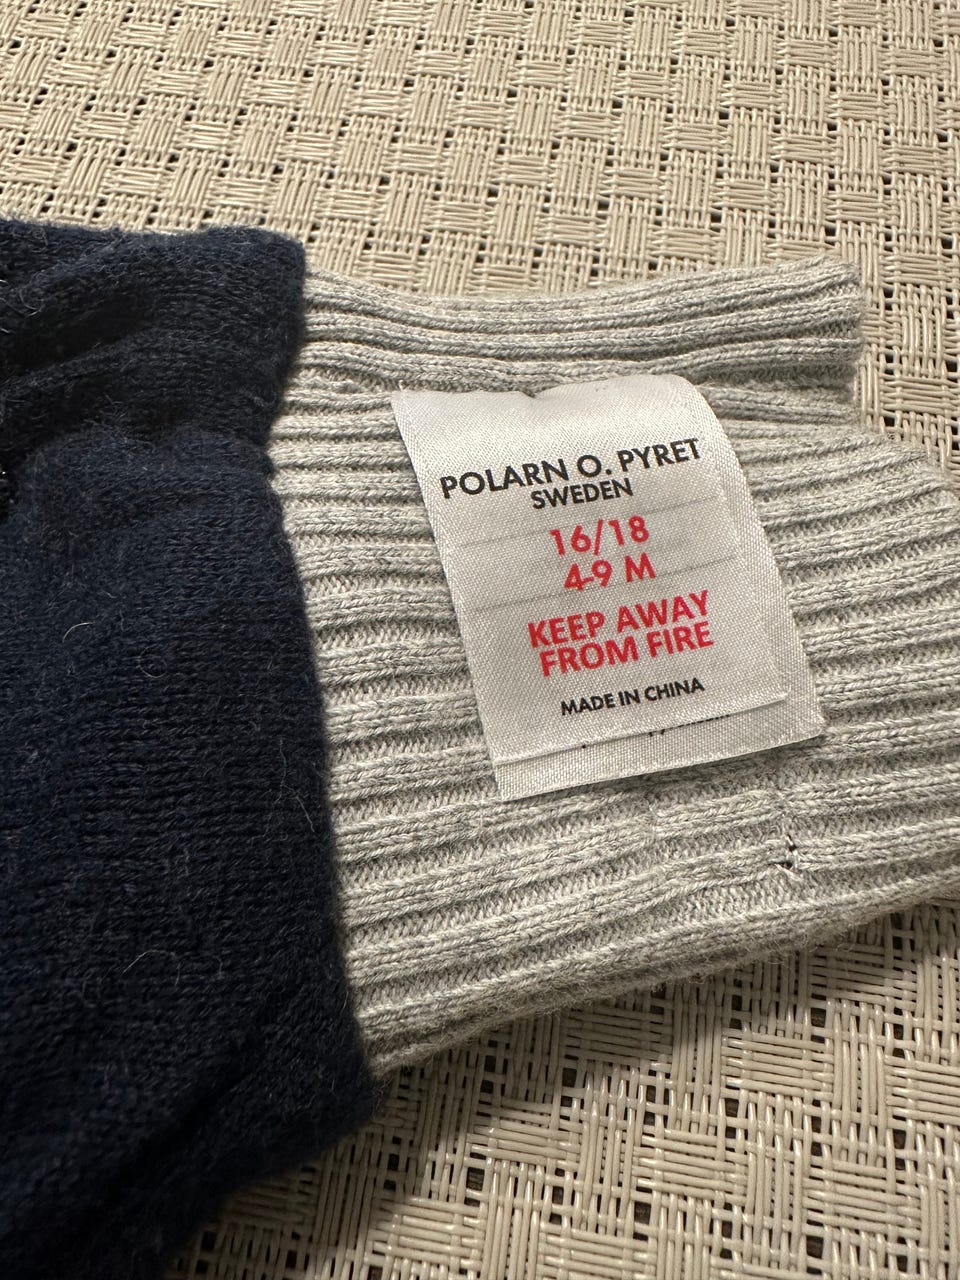 POLARN O. PYRET
SWEDEN
16/18
4-9 M
KEEP AWAY
FROM FIRE
MADE IN CHINA